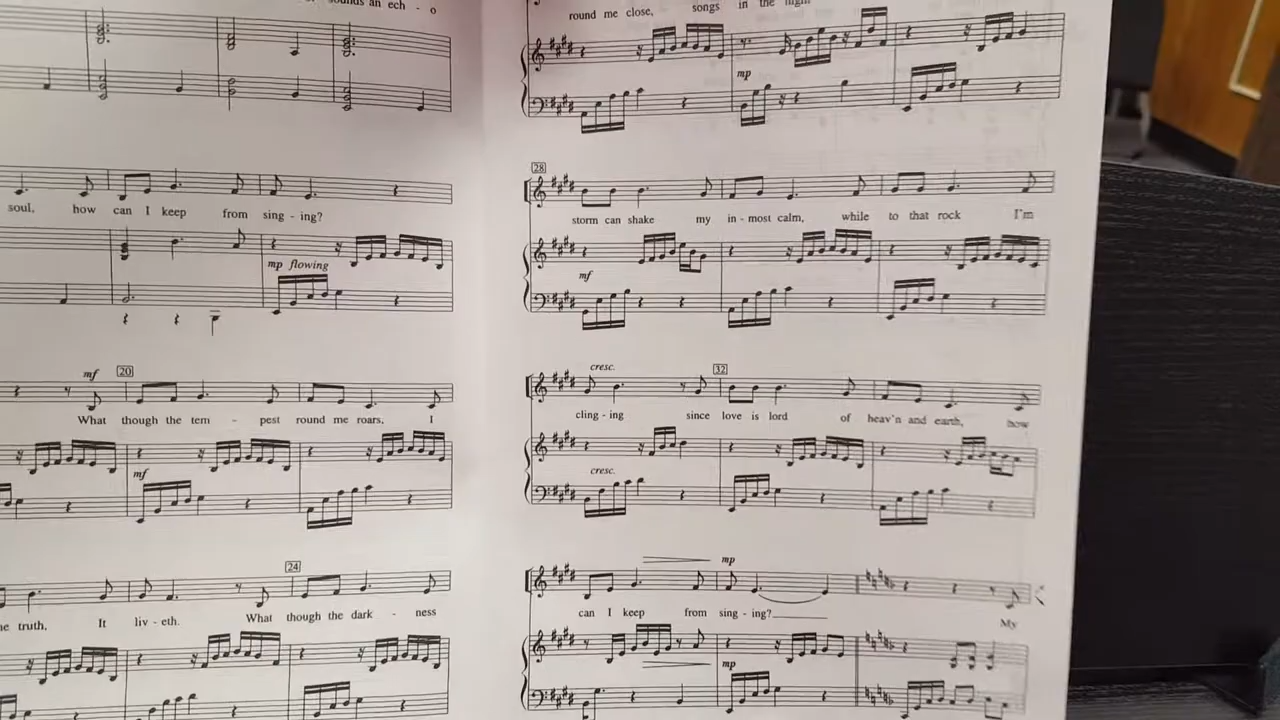 sounds an ech - o
soul, how can I keep from sing - ing?
mp flowing
mf 20
What though the tem - pest round me roars, I
mf
24
he truth, It liv - eth. What though the dark - ness
round me close, songs in the night
mp
28
storm can shake my in - most calm, while to that rock I'm
mf
cresc. 32
cling - ing since love is lord of heav'n and earth, how
cresc.
mp
can I keep from sing - ing? My
mp